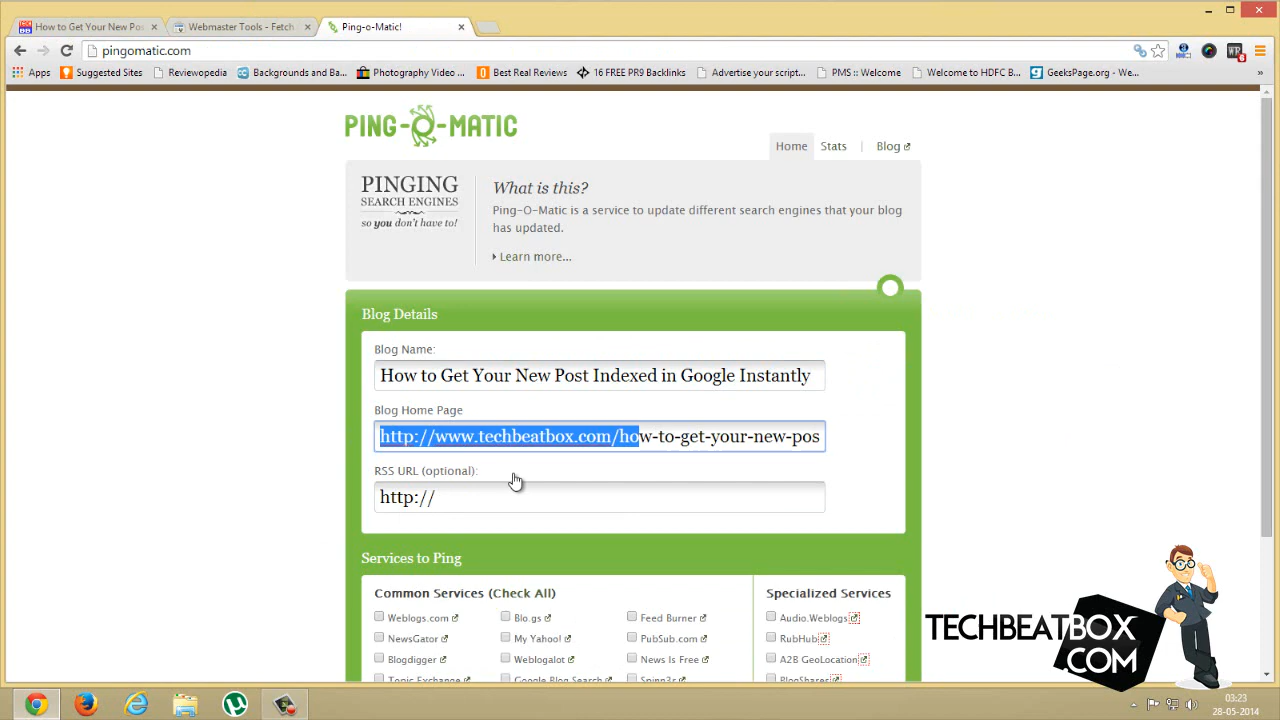 How to Get Your New Pos
Webmaster Tools - Fetch
Ping-o-Matic!
pingomatic.com
Apps
Suggested Sites
Reviewopedia
Backgrounds and Ba...
Photography Video ...
Best Real Reviews
16 FREE PR9 Backlinks
Advertise your script...
PMS :: Welcome
Welcome to HDFC B...
GeeksPage.org - We...
»
PING-O-MATIC
Home
Stats
Blog
PINGING
SEARCH ENGINES
so you don't have to!
What is this?
Ping-O-Matic is a service to update different search engines that your blog
has updated.
Learn more...
Blog Details
Blog Name:
How to Get Your New Post Indexed in Google Instantly
Blog Home Page
http://www.techbeatbox.com/how-to-get-your-new-pos
RSS URL (optional):
http://
Services to Ping
Common Services (Check All)
Specialized Services
Weblogs.com
Blo.gs
Feed Burner
Audio.Weblogs
NewsGator
My Yahoo!
PubSub.com
RubHub
Blogdigger
Weblogalot
News Is Free
A2B GeoLocation
Topic Exchange
Google Blog Search
Spinn3r
BlogShares
TECHBEATBOX
.COM
03:23
28-05-2014